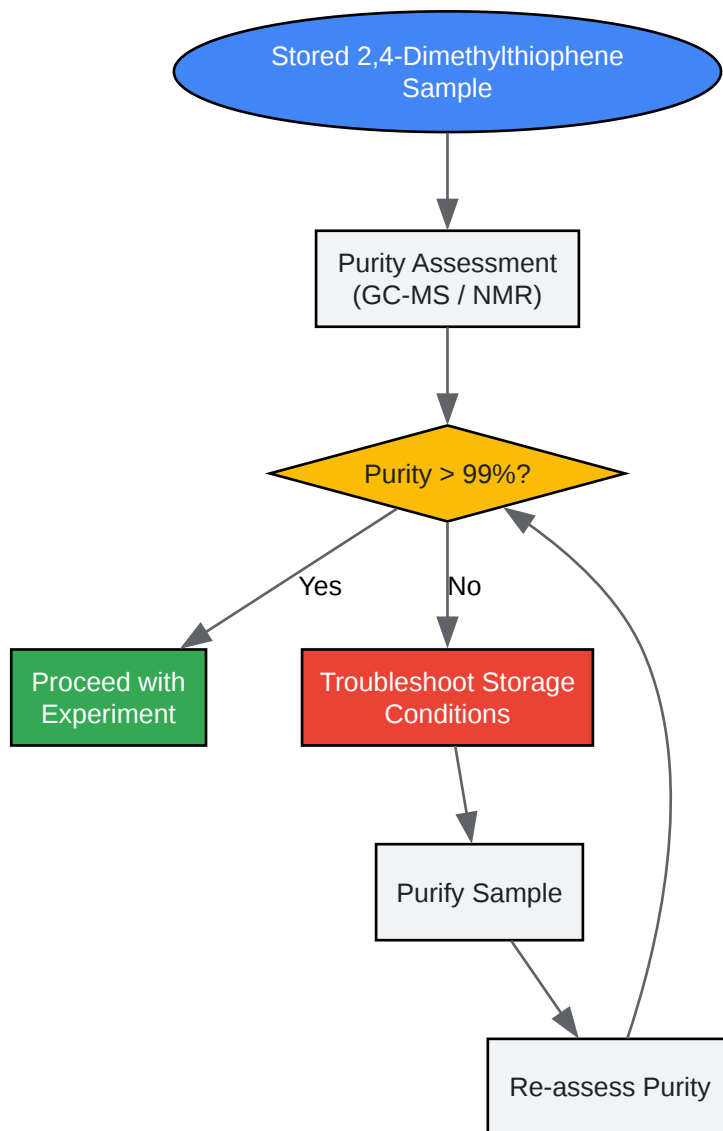 Stored 2,4-Dimethylthiophene
Sample
Purity Assessment
(GC-MS / NMR)
Purity > 99%?
Yes
No
Proceed with
Experiment
Troubleshoot Storage
Conditions
Purify Sample
Re-assess Purity